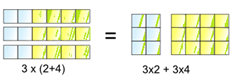 =
3 x (2+4)
3x2 + 3x4